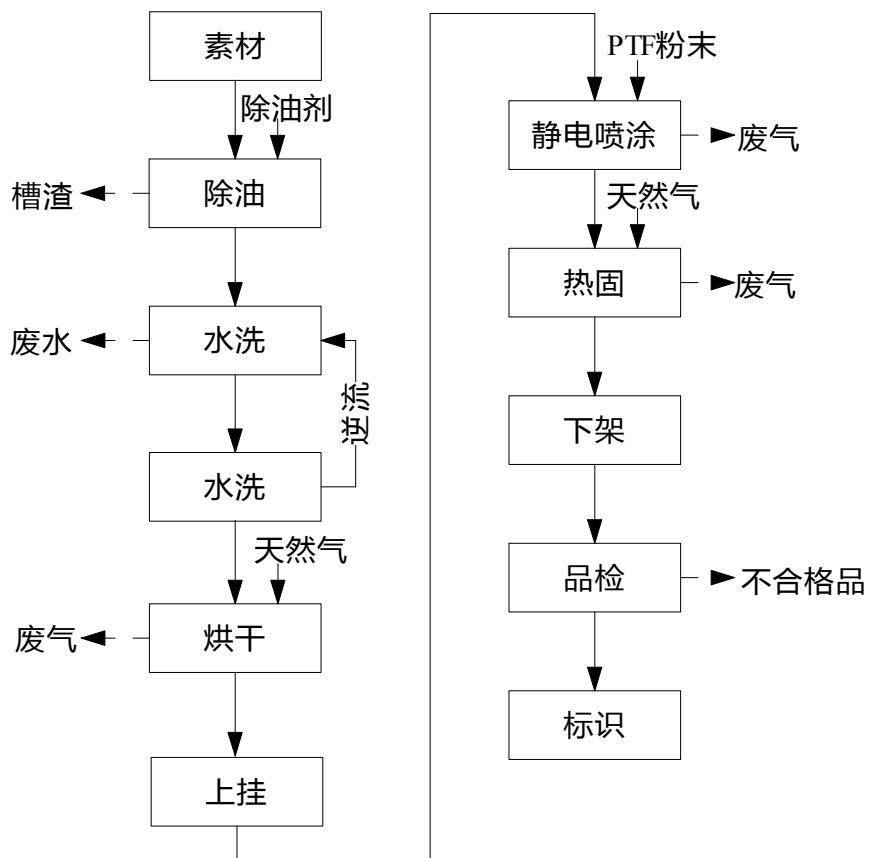 素材
除油剂
槽渣
除油
废水
水洗
逆流
水洗
天然气
废气
烘干
上挂
PTF粉末
静电喷涂
废气
天然气
热固
废气
下架
品检
不合格品
标识